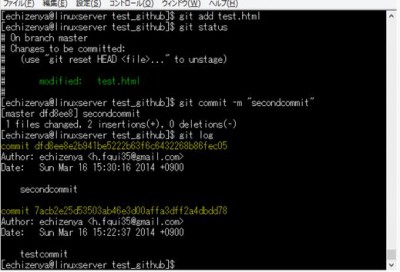 ファイル(F) 編集(E) 設定(S) コントロール(O) ウィンドウ(W) ヘルプ(H)
[echizenya@linuxserver test_github]$ git add test.html
[echizenya@linuxserver test_github]$ git status
# On branch master
# Changes to be committed:
#   (use "git reset HEAD <file>..." to unstage)
#
#       modified:   test.html
#
[echizenya@linuxserver test_github]$ git commit -m "secondcommit"
[master dfd8ee8] secondcommit
 1 files changed, 2 insertions(+), 0 deletions(-)
[echizenya@linuxserver test_github]$ git log
commit dfd8ee8e2b941be5222b63f6c6432268b86fec05
Author: echizenya <h.fqui35@gmail.com>
Date:   Sun Mar 16 15:30:16 2014 +0900
    secondcommit
commit 7acb2e25d53503ab46e3d00affa3dff2a4dbdd78
Author: echizenya <h.fqui35@gmail.com>
Date:   Sun Mar 16 15:22:37 2014 +0900
    testcommit
[echizenya@linuxserver test_github]$